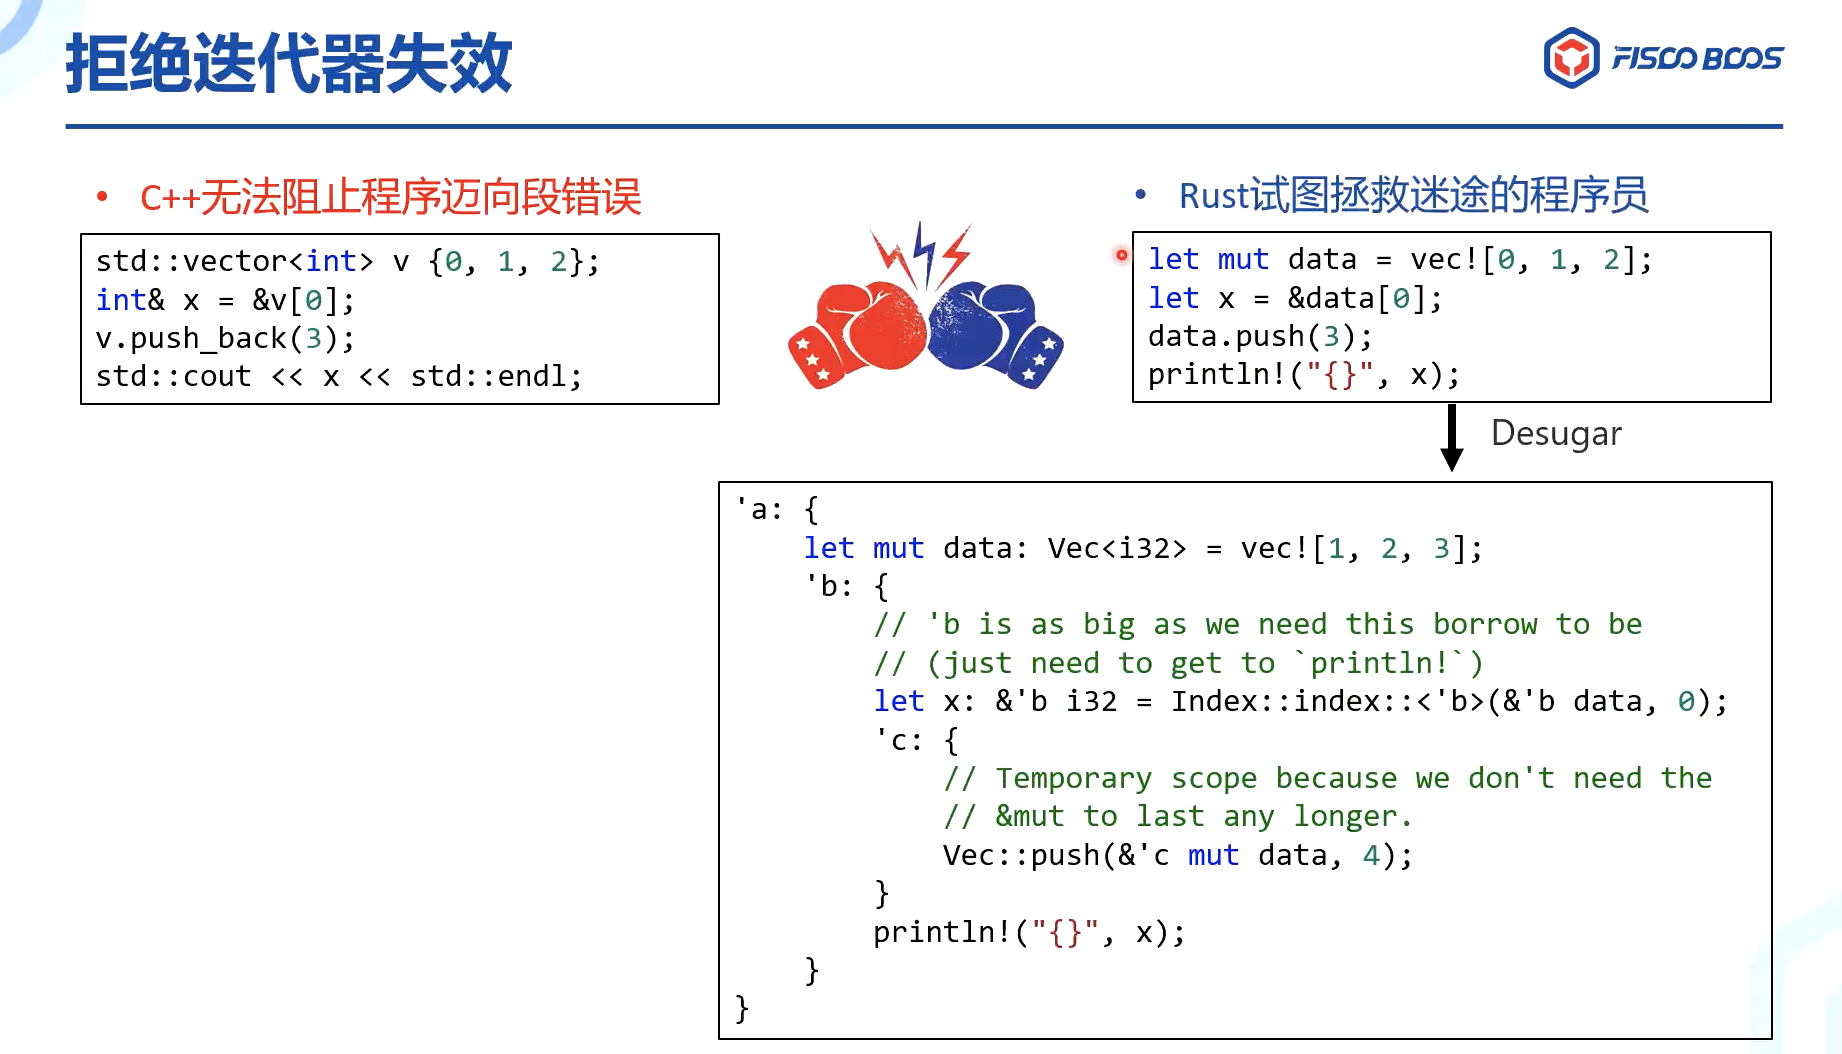 拒绝迭代器失效
FISCO BCOS
• C++无法阻止程序迈向段错误
std::vector<int> v {0, 1, 2};
int& x = &v[0];
v.push_back(3);
std::cout << x << std::endl;
• Rust试图拯救迷途的程序员
let mut data = vec![0, 1, 2];
let x = &data[0];
data.push(3);
println!("{}", x);
Desugar
'a: {
    let mut data: Vec<i32> = vec![1, 2, 3];
    'b: {
        // 'b is as big as we need this borrow to be
        // (just need to get to `println!`)
        let x: &'b i32 = Index::index::<'b>(&'b data, 0);
        'c: {
            // Temporary scope because we don't need the
            // &mut to last any longer.
            Vec::push(&'c mut data, 4);
        }
        println!("{}", x);
    }
}